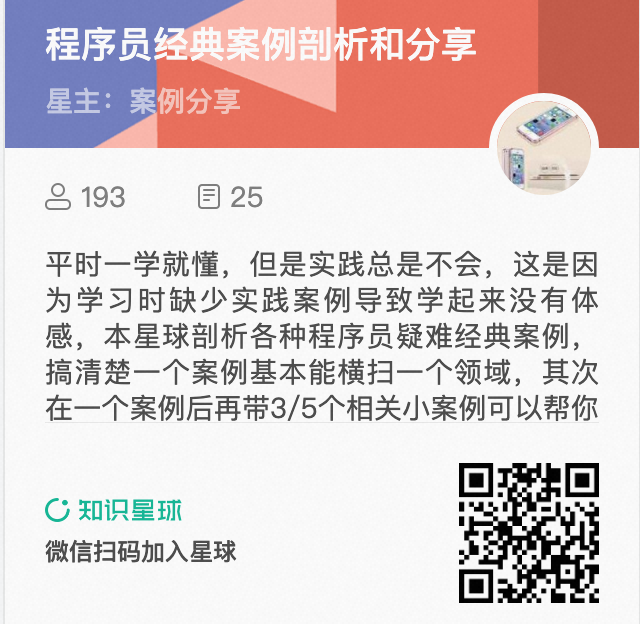 程序员经典案例剖析和分享
星主：案例分享
193 25
平时一学就懂，但是实践总是不会，这是因
为学习时缺少实践案例导致学起来没有体
感，本星球剖析各种程序员疑难经典案例，
搞清楚一个案例基本能横扫一个领域，其次
在一个案例后再带3/5个相关小案例可以帮你
知识星球
微信扫码加入星球